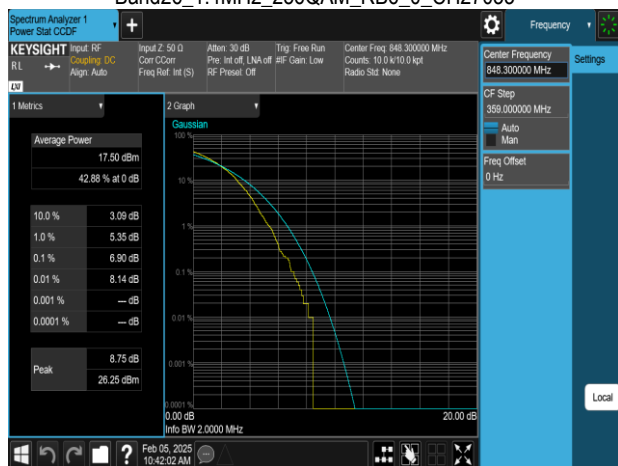 Spectrum Analyzer 1
Power Stat CCDF
Frequency
KEYSIGHT
RL
Input: RF
Coupling: DC
Align: Auto
Input Z: 50 Ω
Corr CCorr
Freq Ref: Int (S)
Atten: 30 dB
Pre: Int off, LNA off
RF Preset: Off
Trig: Free Run
#IF Gain: Low
Center Freq: 848.300000 MHz
Counts: 10.0 k/10.0 kpt
Radio Std: None
Center Frequency
848.300000 MHz
Settings
CF Step
359.000000 MHz
Auto
Man
Freq Offset
0 Hz
1 Metrics
2 Graph
Average Power
17.50 dBm
42.88 % at 0 dB
10.0 % 3.09 dB
1.0 % 5.35 dB
0.1 % 6.90 dB
0.01 % 8.14 dB
0.001 % --- dB
0.0001 % --- dB
Peak
8.75 dB
26.25 dBm
Gaussian
100 %
10 %
1 %
0.1 %
0.01 %
0.001 %
0.0001 %
0.00 dB
20.00 dB
Info BW 2.0000 MHz
Local
Feb 05, 2025
10:42:02 AM